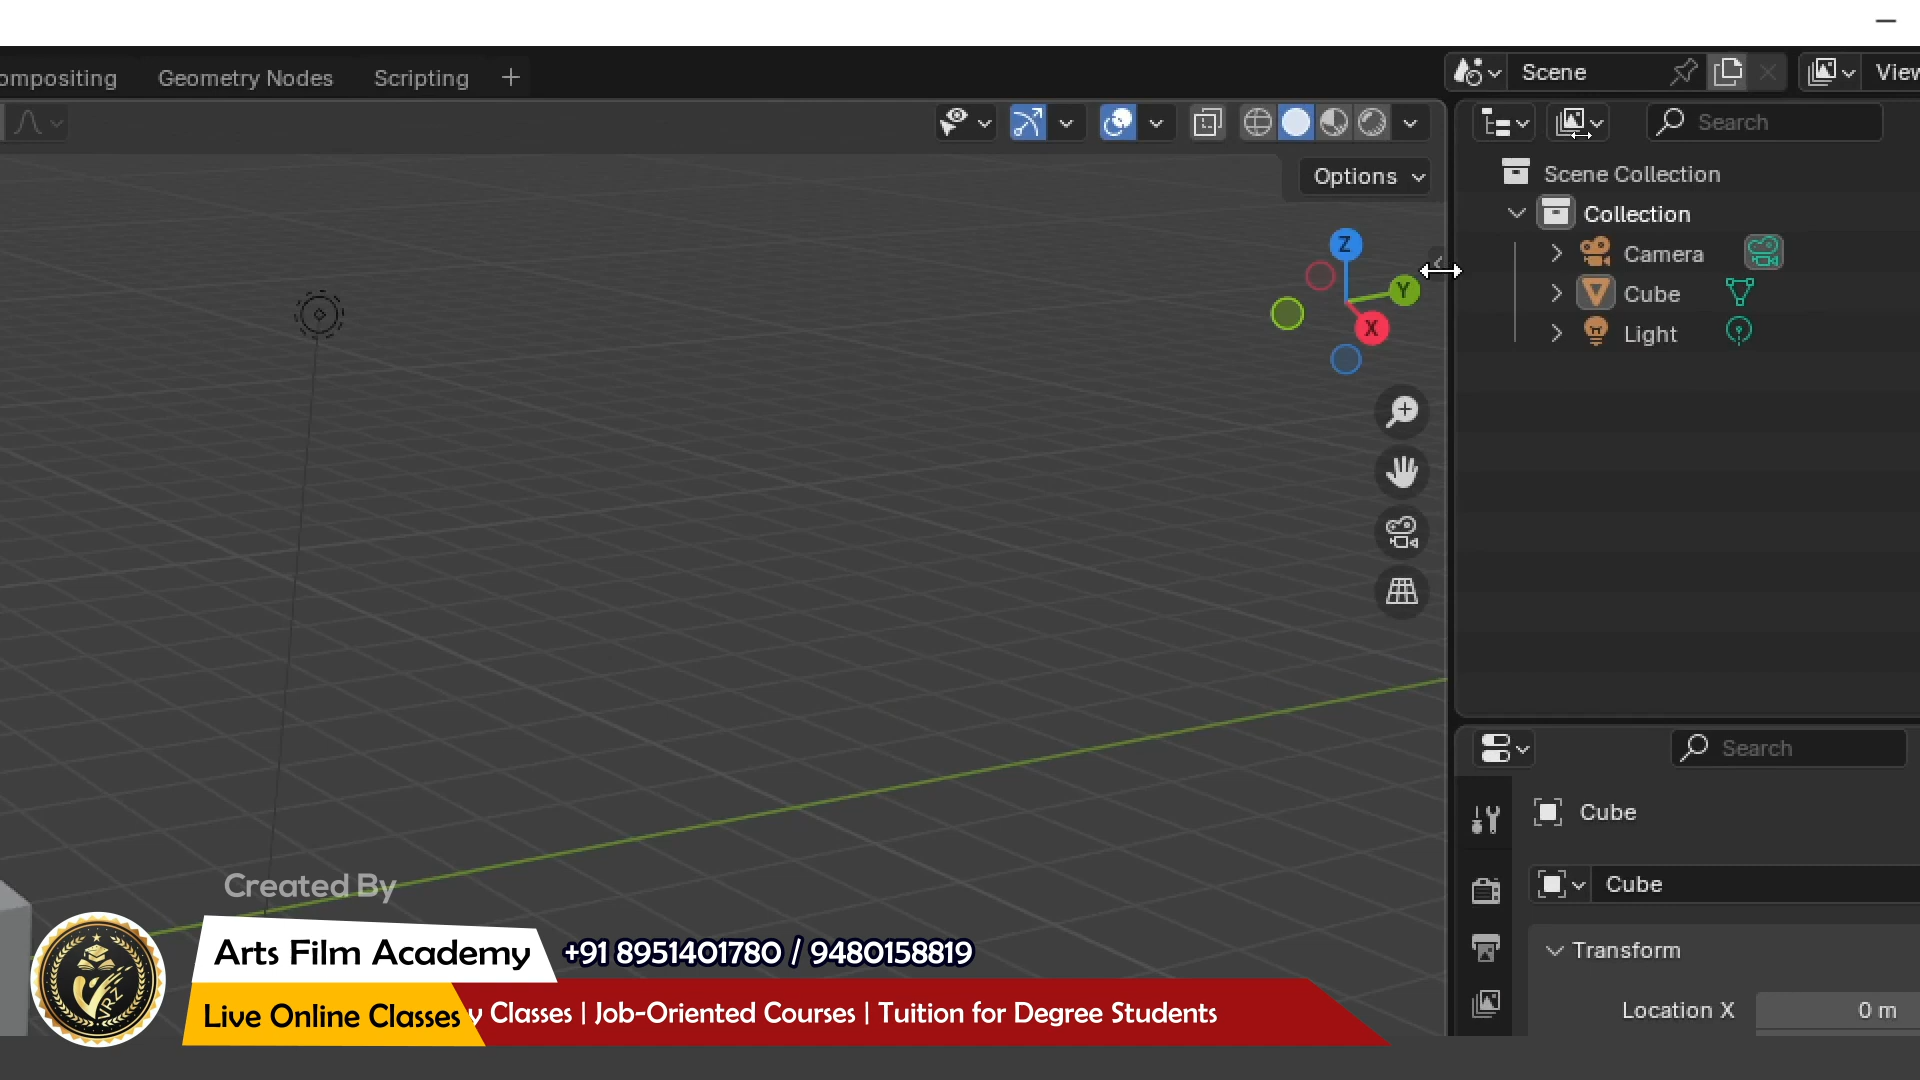 ompositing Geometry Nodes Scripting +
Scene
View
Search
Options
Scene Collection
Collection
Camera
Cube
Light
Z
Y
X
Search
Cube
Cube
Transform
Location X 0 m
Created By
Arts Film Academy
+91 8951401780 / 9480158819
Live Online Classes
y Classes | Job-Oriented Courses | Tuition for Degree Students